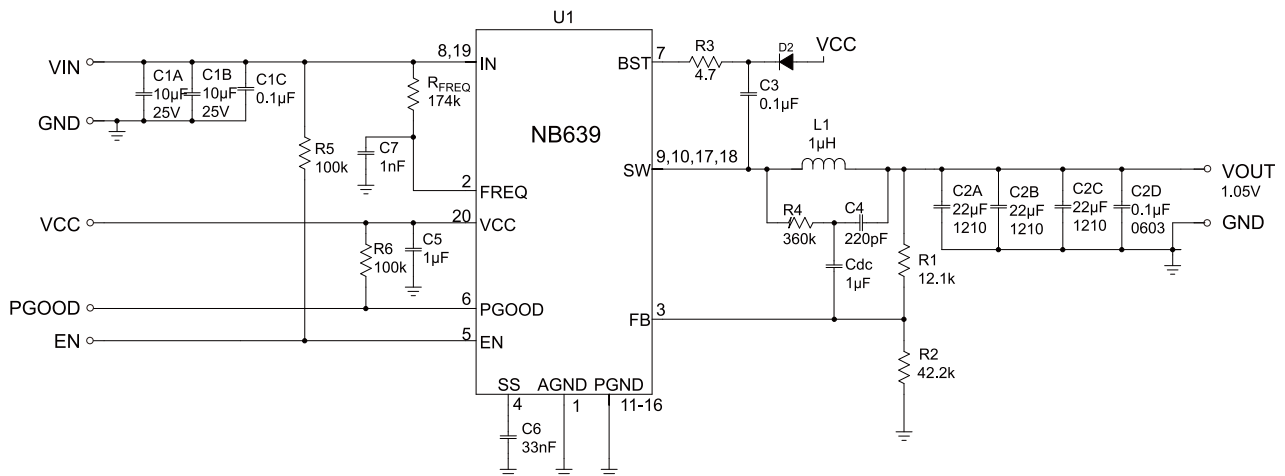 U1
VIN
C1A
10µF
25V
C1B
10µF
25V
C1C
0.1µF
GND
R5
100k
RFREQ
174k
C7
1nF
VCC
R6
100k
C5
1µF
PGOOD
EN
8,19
IN
2
FREQ
20
VCC
6
PGOOD
5
EN
NB639
BST
7
SW
9,10,17,18
FB
3
SS
4
AGND
1
PGND
11-16
C6
33nF
R3
4.7
D2
VCC
C3
0.1µF
L1
1µH
R4
360k
C4
220pF
Cdc
1µF
R1
12.1k
R2
42.2k
C2A
22µF
1210
C2B
22µF
1210
C2C
22µF
1210
C2D
0.1µF
0603
VOUT
1.05V
GND